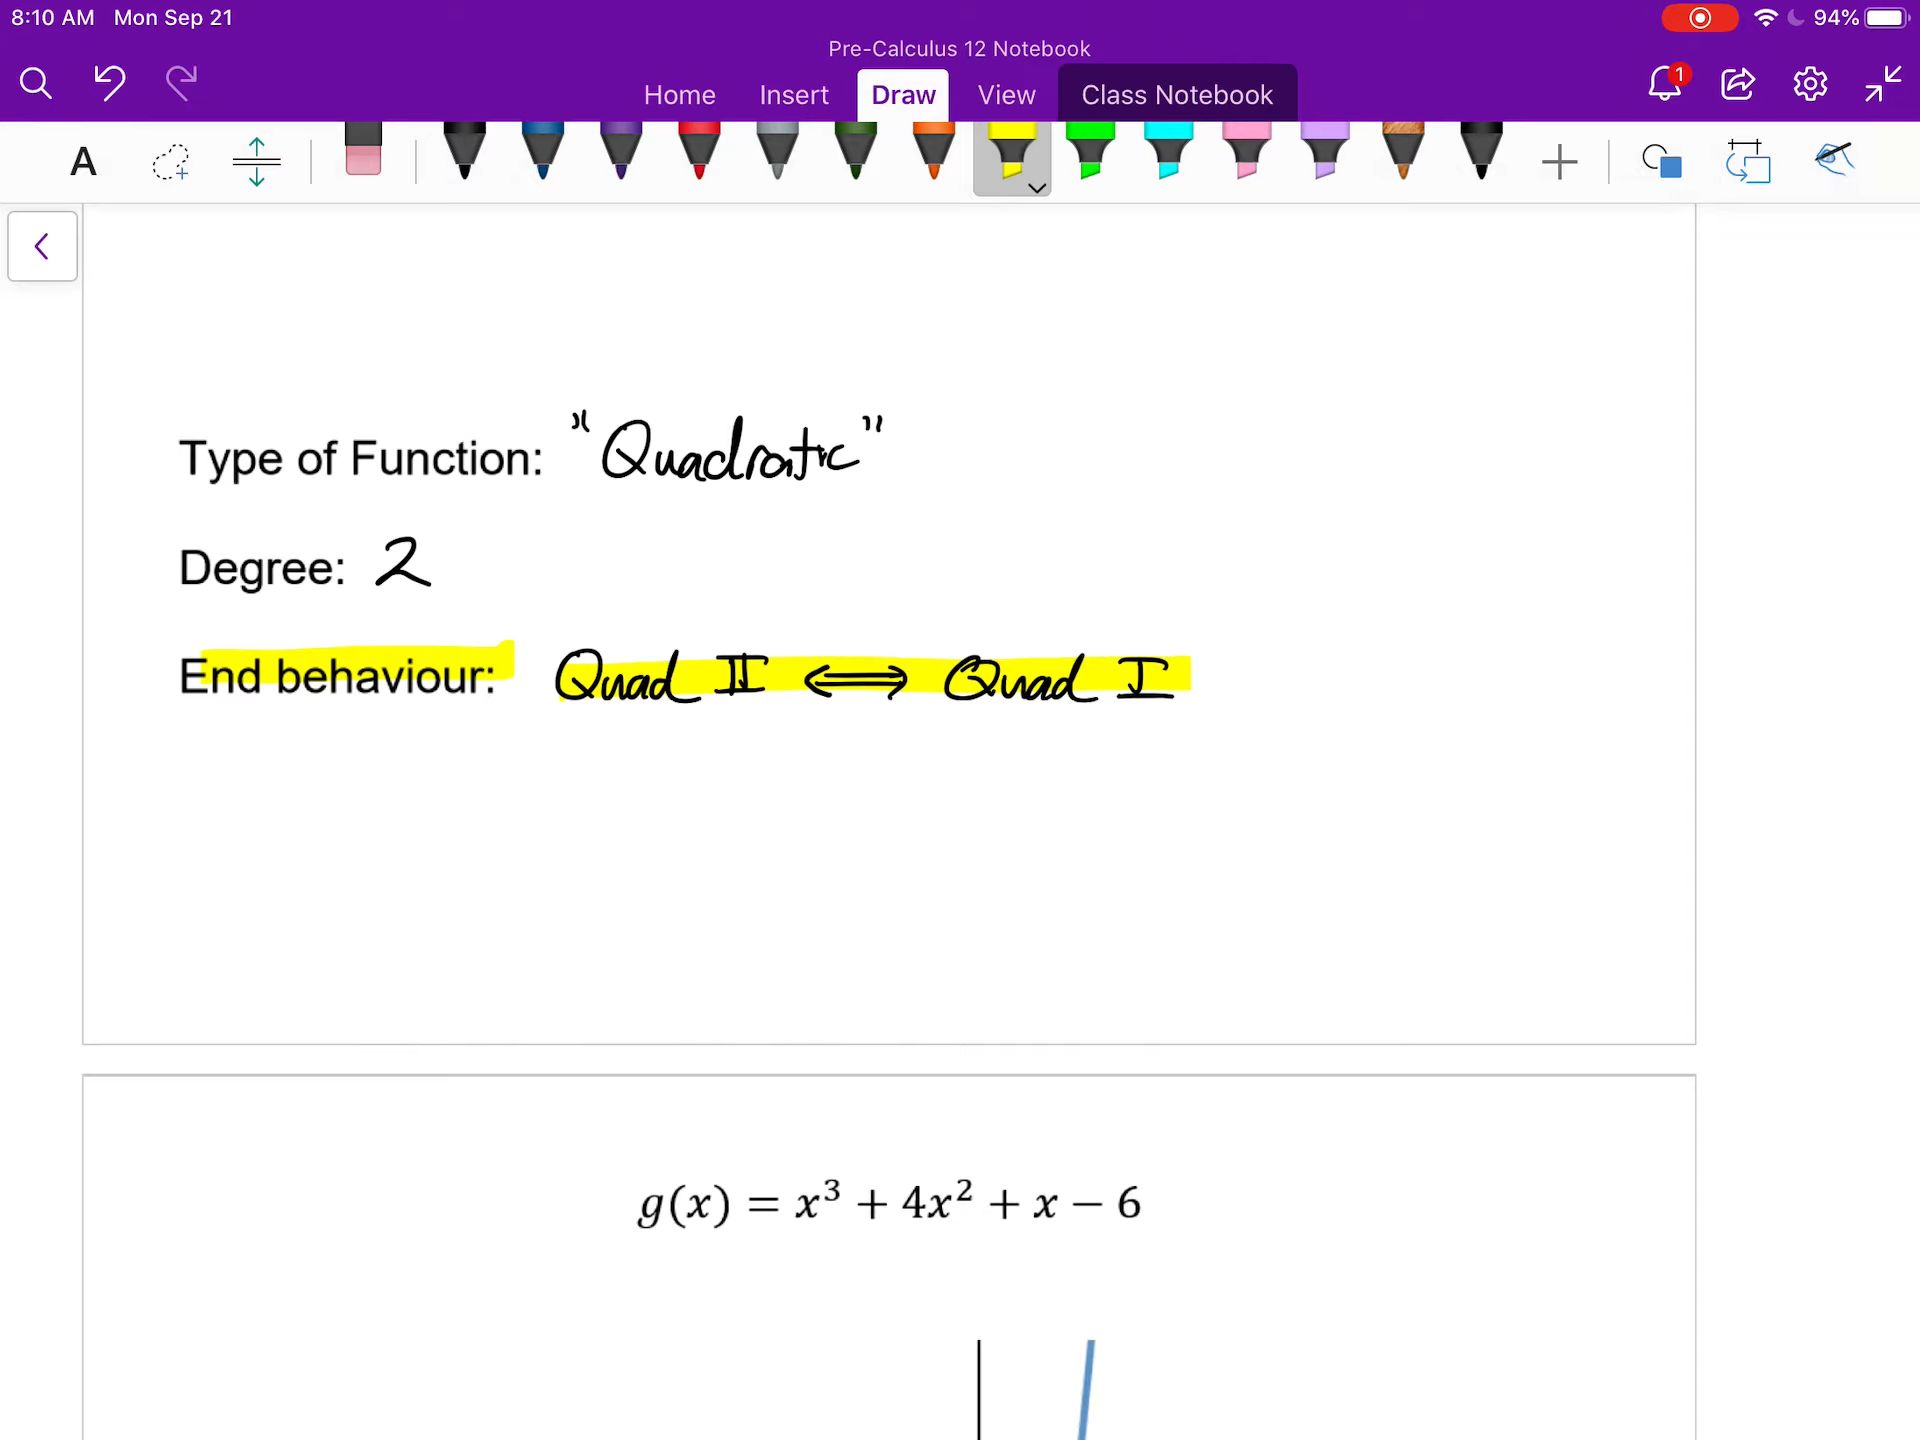 8:10 AM Mon Sep 21 94%
Pre-Calculus 12 Notebook
1
Home Insert Draw View Class Notebook
A
Type of Function: "Quadratic"
Degree: 2
End behaviour: Quad II ⟺ Quad I
g(x) = x³ + 4x² + x − 6